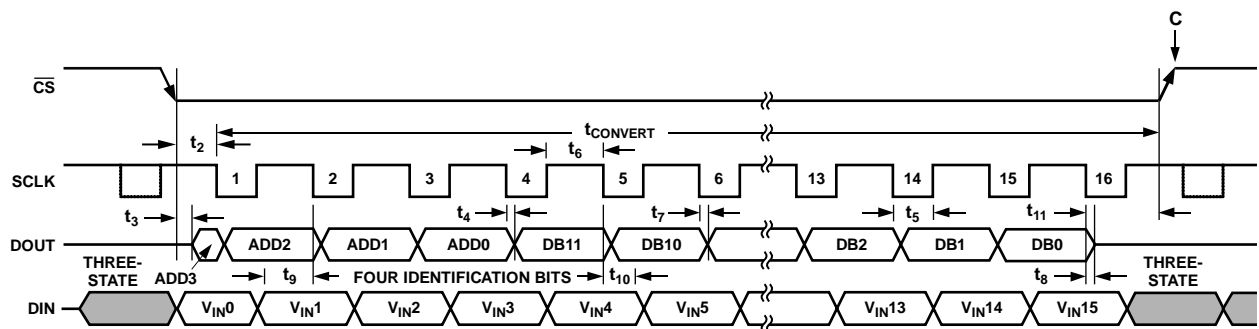 C
CS
tCONVERT
t2
t6
SCLK
1 2 3 4 5 6 13 14 15 16
t3 t4 t7 t5 t11
DOUT
ADD2 ADD1 ADD0 DB11 DB10 DB2 DB1 DB0
THREE-
STATE
ADD3
t9 FOUR IDENTIFICATION BITS t10 t8
THREE-
STATE
DIN
VIN0 VIN1 VIN2 VIN3 VIN4 VIN5 VIN13 VIN14 VIN15